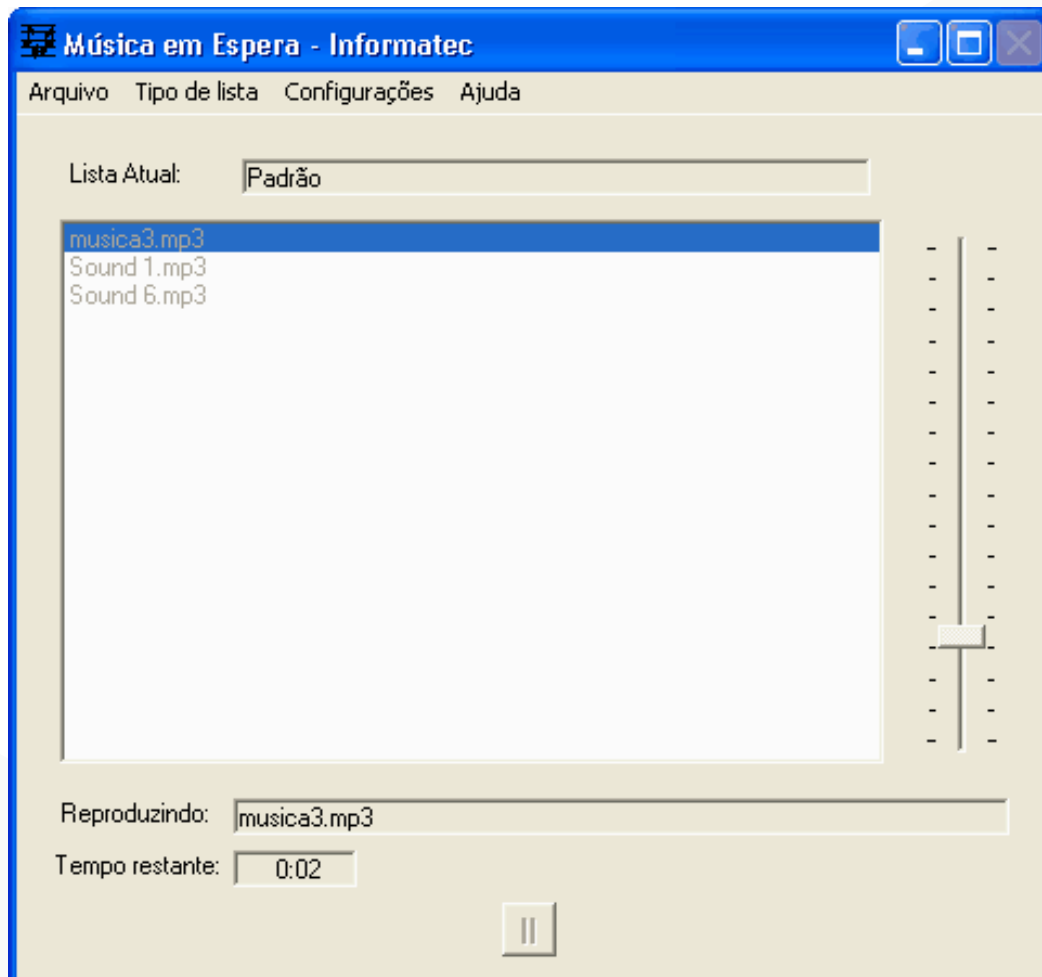 Música em Espera - Informatec
Arquivo Tipo de lista Configurações Ajuda
Lista Atual: Padrão
musica3.mp3
Sound 1.mp3
Sound 6.mp3
Reproduzindo: musica3.mp3
Tempo restante: 0:02